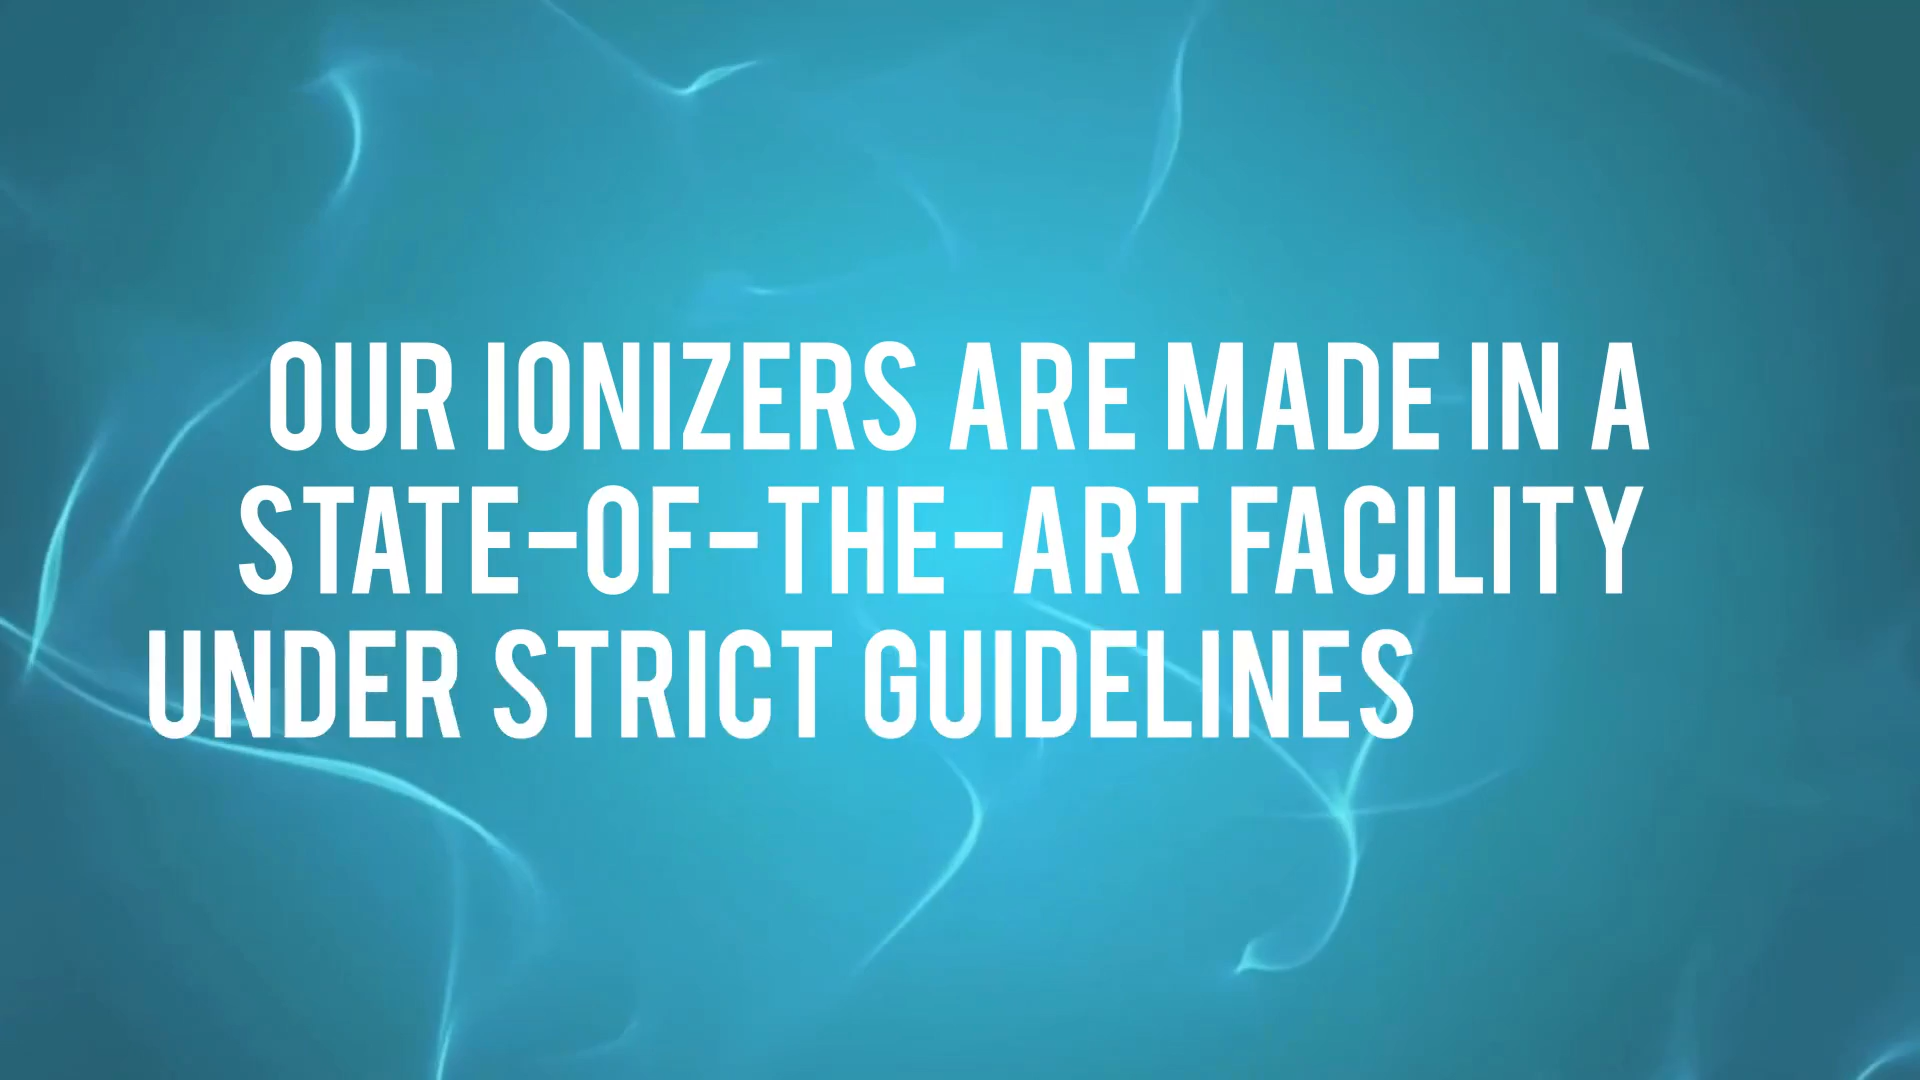 OUR IONIZERS ARE MADE IN A
STATE-OF-THE-ART FACILITY
UNDER STRICT GUIDELINES